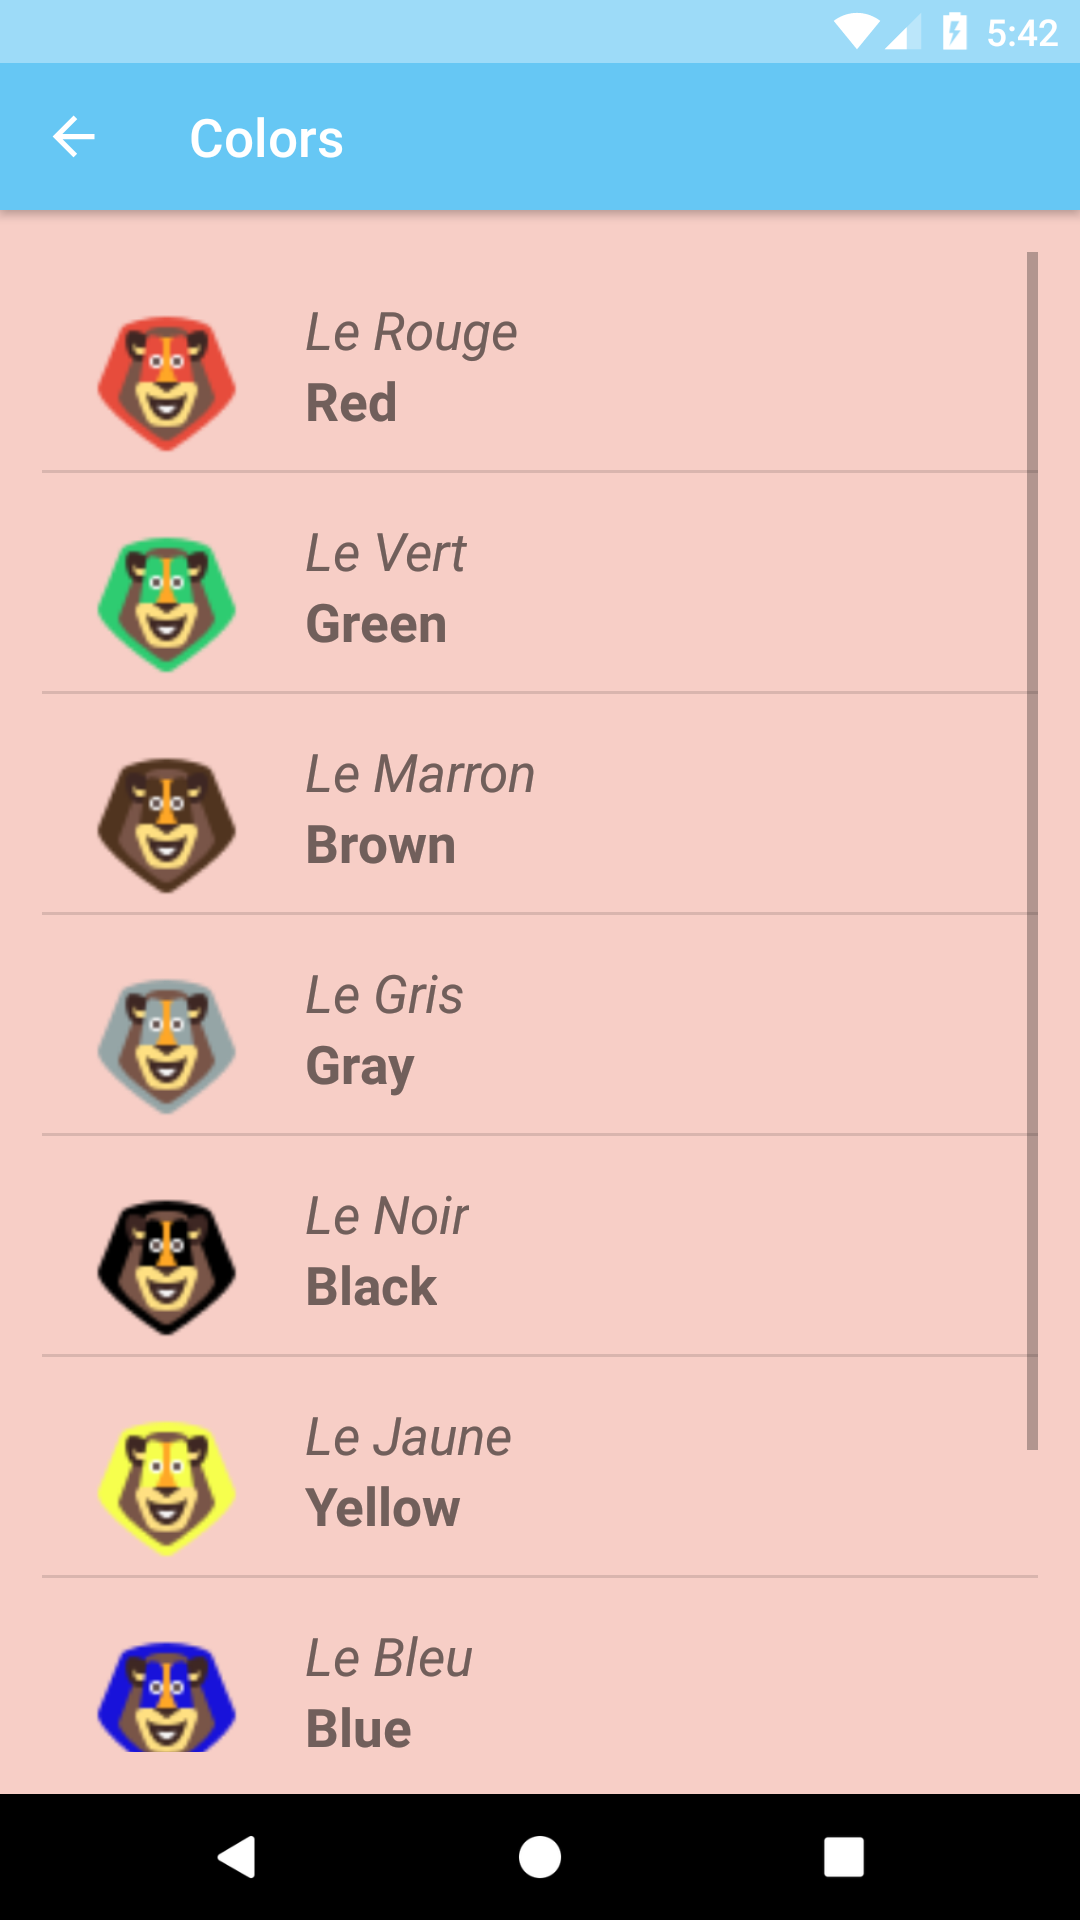 5:42
Colors
Le Rouge
Red
Le Vert
Green
Le Marron
Brown
Le Gris
Gray
Le Noir
Black
Le Jaune
Yellow
Le Bleu
Blue